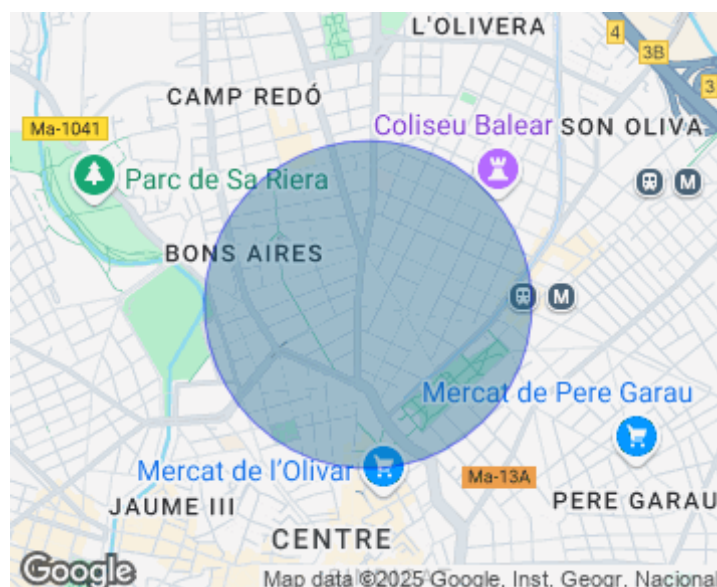 L'OLIVERA
4
3B
3
CAMP REDÓ
Ma-1041
Coliseu Balear
SON OLIVA
M
Parc de Sa Riera
BONS AIRES
M
Mercat de Pere Garau
Mercat de l'Olivar
Ma-13A
JAUME III
PERE GARAU
CENTRE
Google
Map data ©2025 Google, Inst. Geogr. Nacional